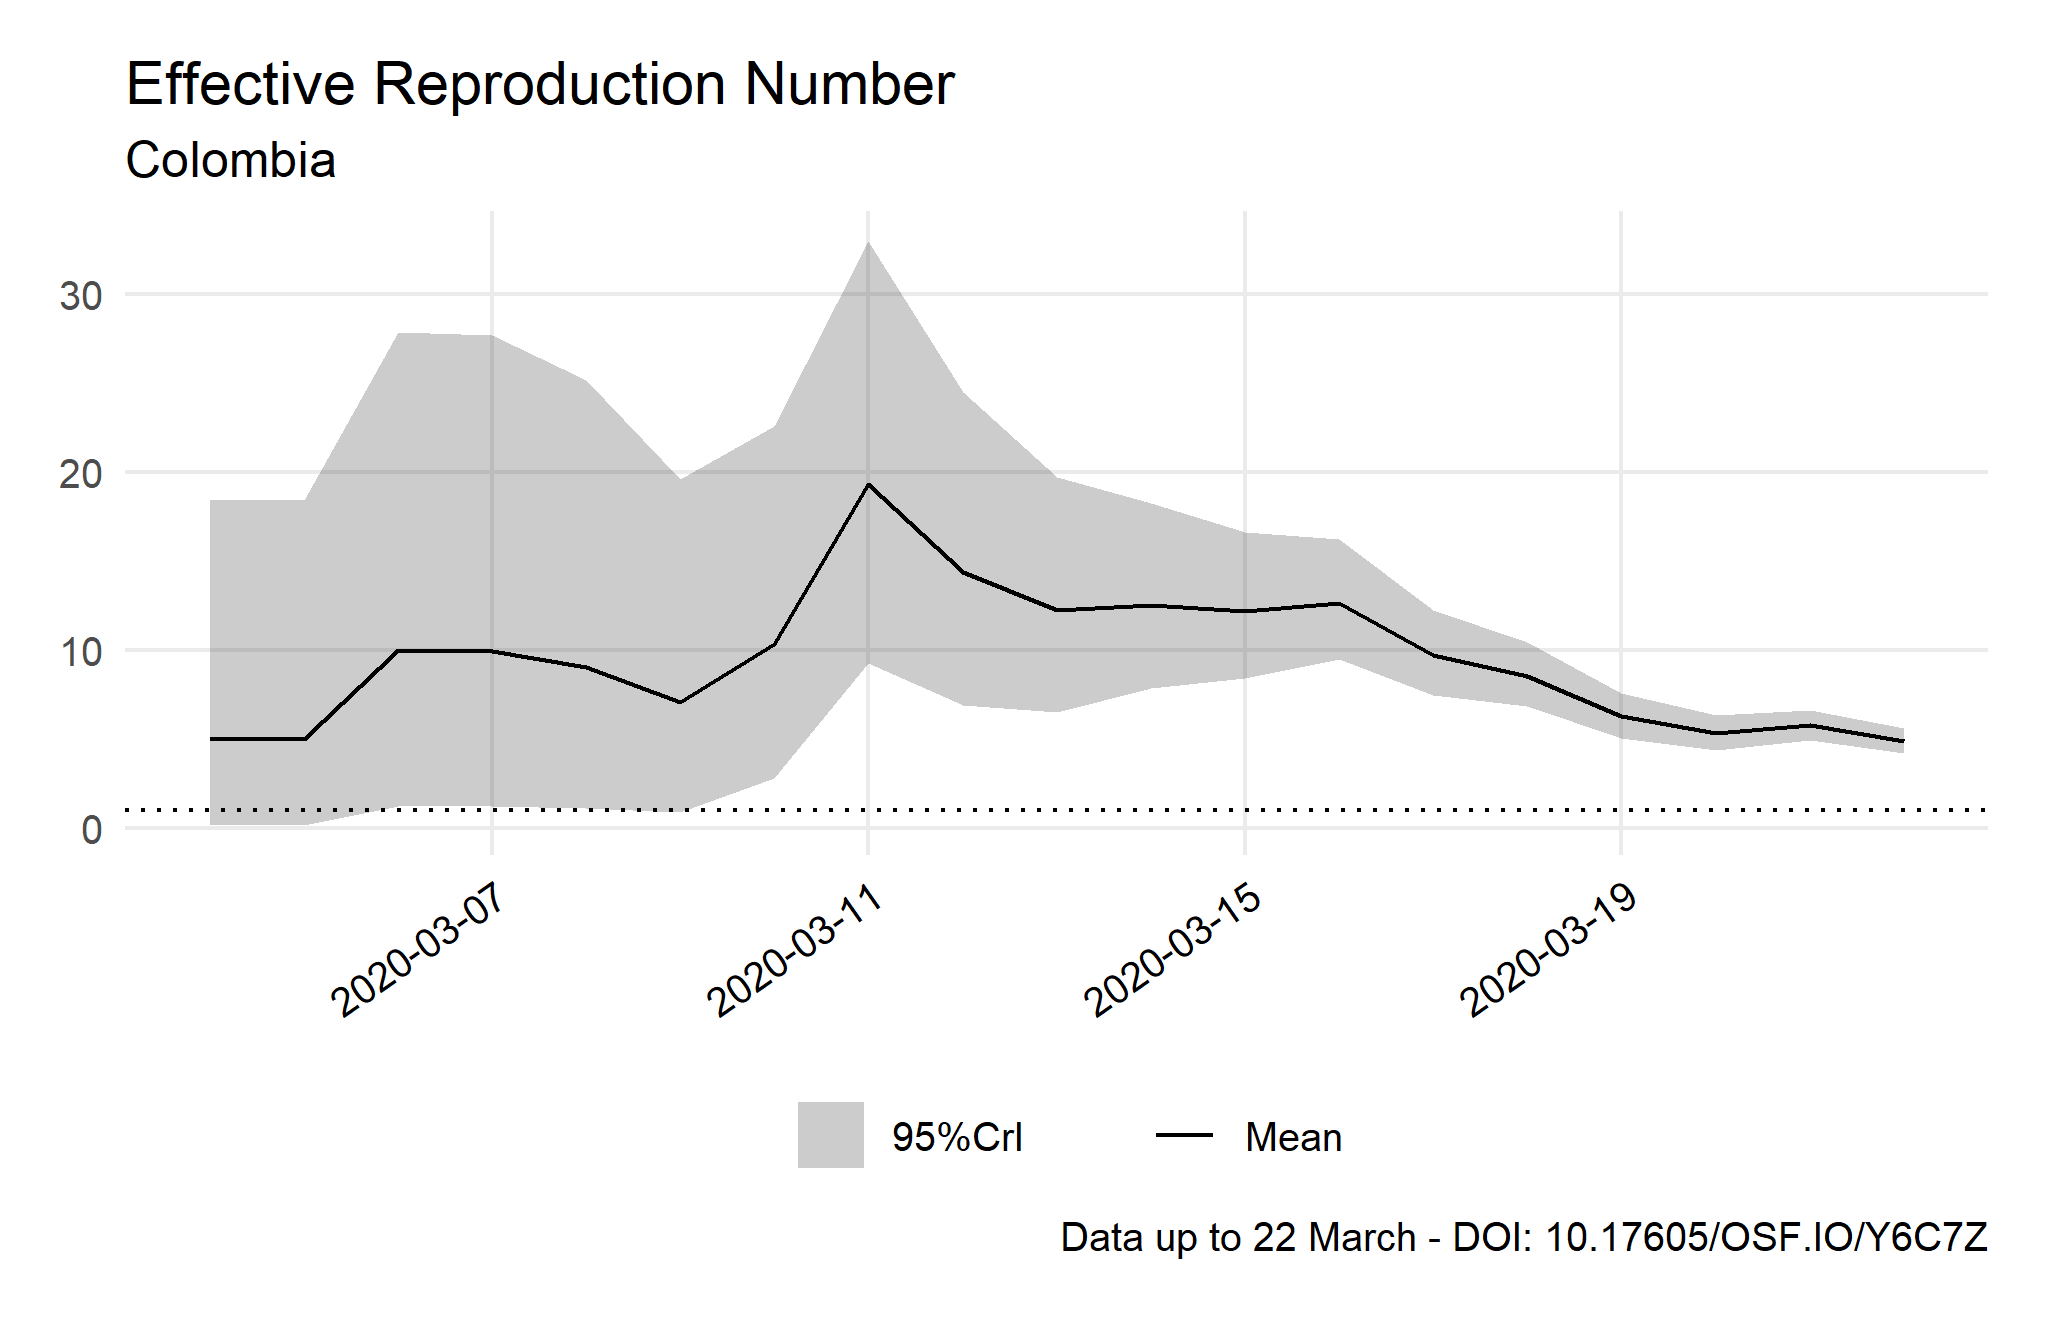 Effective Reproduction Number
Colombia
30
20
10
0
2020-03-07
2020-03-11
2020-03-15
2020-03-19
95%CrI
Mean
Data up to 22 March - DOI: 10.17605/OSF.IO/Y6C7Z